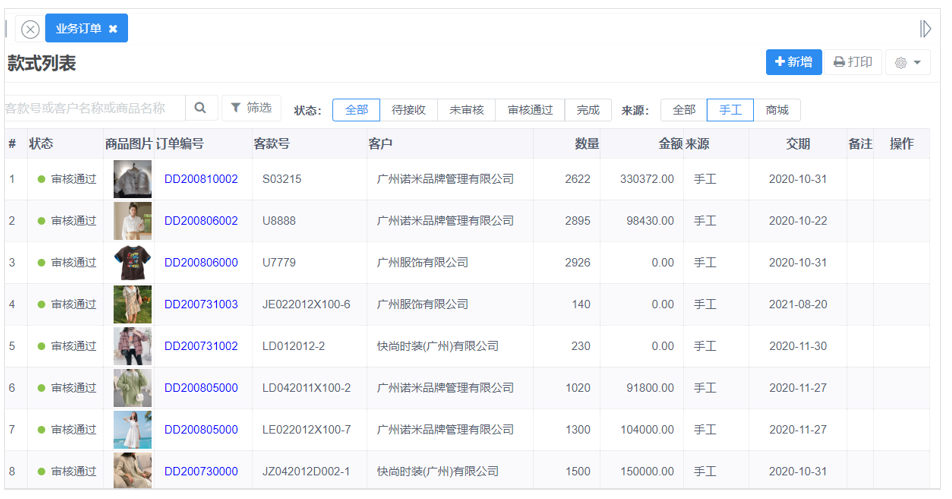 业务订单
款式列表
新增 打印
客款号或客户名称或商品名称 筛选 状态: 全部 待接收 未审核 审核通过 完成 来源: 全部 手工 商城
# 状态 商品图片 订单编号 客款号 客户 数量 金额 来源 交期 备注 操作
1 审核通过 DD200810002 S03215 广州诺米品牌管理有限公司 2622 330372.00 手工 2020-10-31
2 审核通过 DD200806002 U8888 广州诺米品牌管理有限公司 2895 98430.00 手工 2020-10-22
3 审核通过 DD200806000 U7779 广州服饰有限公司 2926 0.00 手工 2020-10-31
4 审核通过 DD200731003 JE022012X100-6 广州服饰有限公司 140 0.00 手工 2021-08-20
5 审核通过 DD200731002 LD012012-2 快尚时装(广州)有限公司 230 0.00 手工 2020-11-30
6 审核通过 DD200805000 LD042011X100-2 广州诺米品牌管理有限公司 1020 91800.00 手工 2020-11-27
7 审核通过 DD200805000 LE022012X100-7 广州诺米品牌管理有限公司 1300 104000.00 手工 2020-11-27
8 审核通过 DD200730000 JZ042012D002-1 快尚时装(广州)有限公司 1500 150000.00 手工 2020-10-31